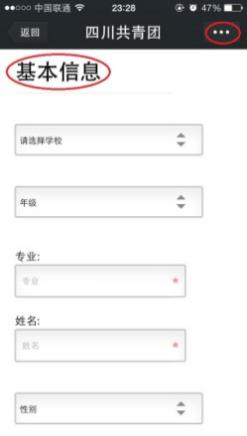 中国联通 23:28 47%
返回 四川共青团 •••
基本信息
请选择学校
年级
专业:
专业 *
姓名:
姓名 *
性别